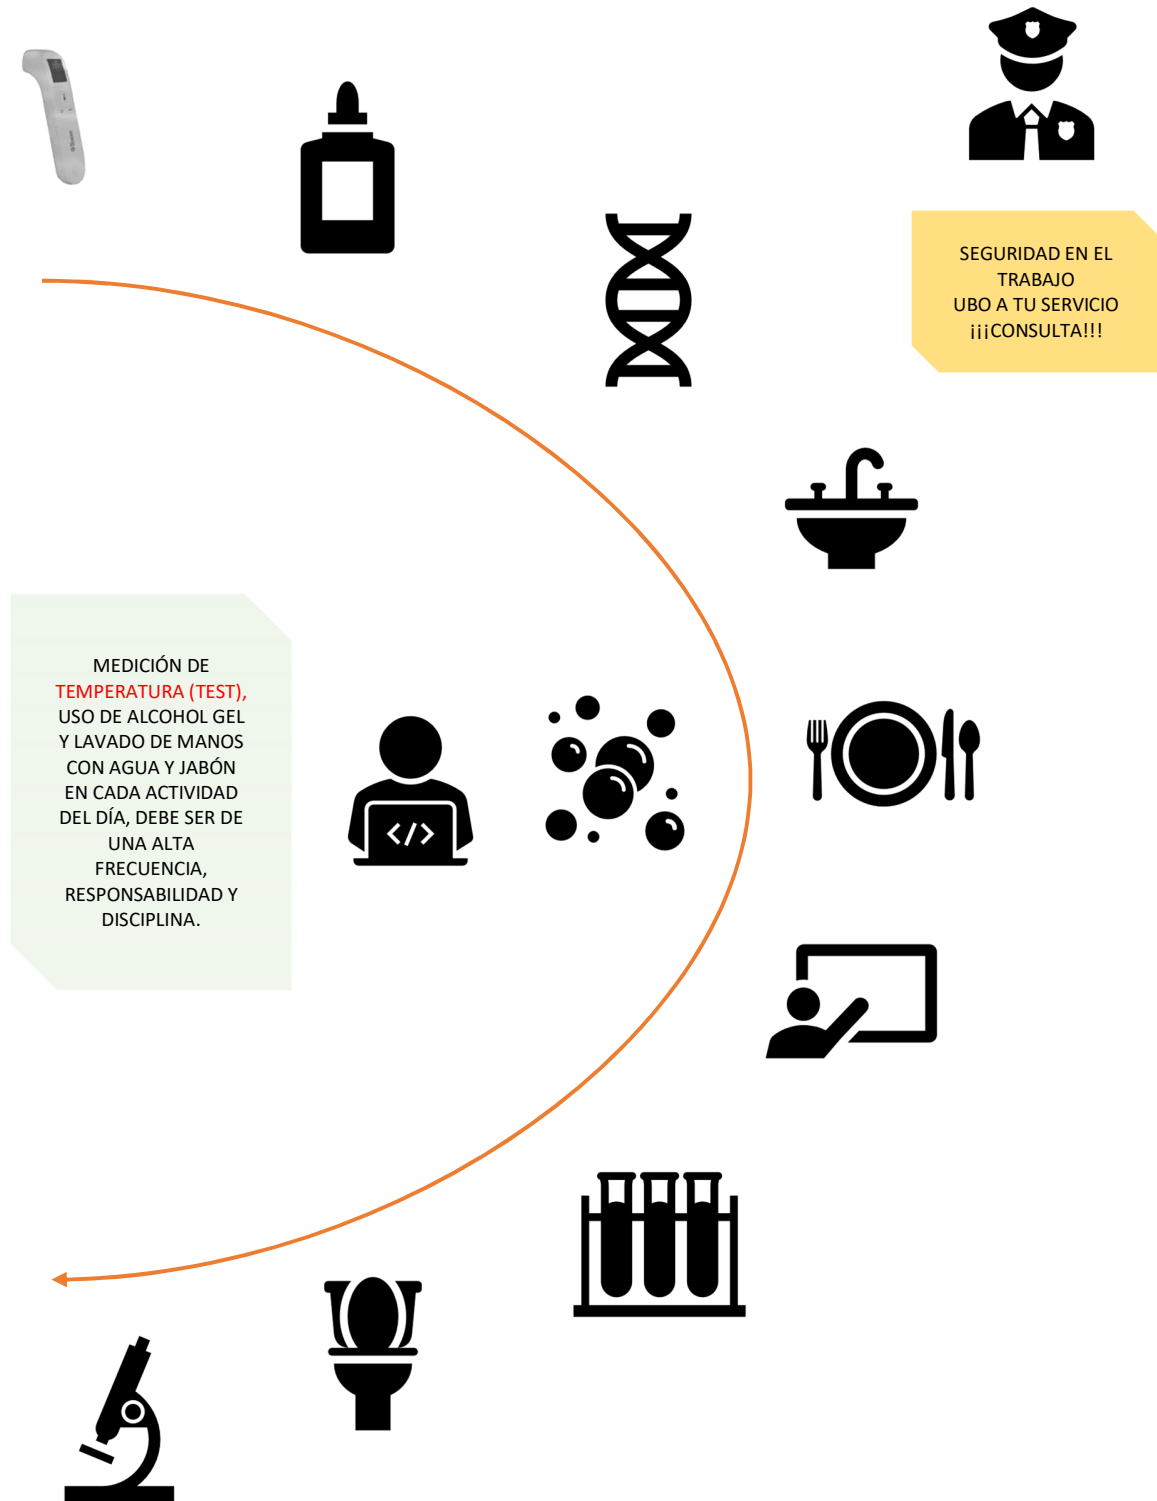 SEGURIDAD EN EL
TRABAJO
UBO A TU SERVICIO
¡¡¡CONSULTA!!!
MEDICIÓN DE
TEMPERATURA (TEST),
USO DE ALCOHOL GEL
Y LAVADO DE MANOS
CON AGUA Y JABÓN
EN CADA ACTIVIDAD
DEL DÍA, DEBE SER DE
UNA ALTA
FRECUENCIA,
RESPONSABILIDAD Y
DISCIPLINA.
</>